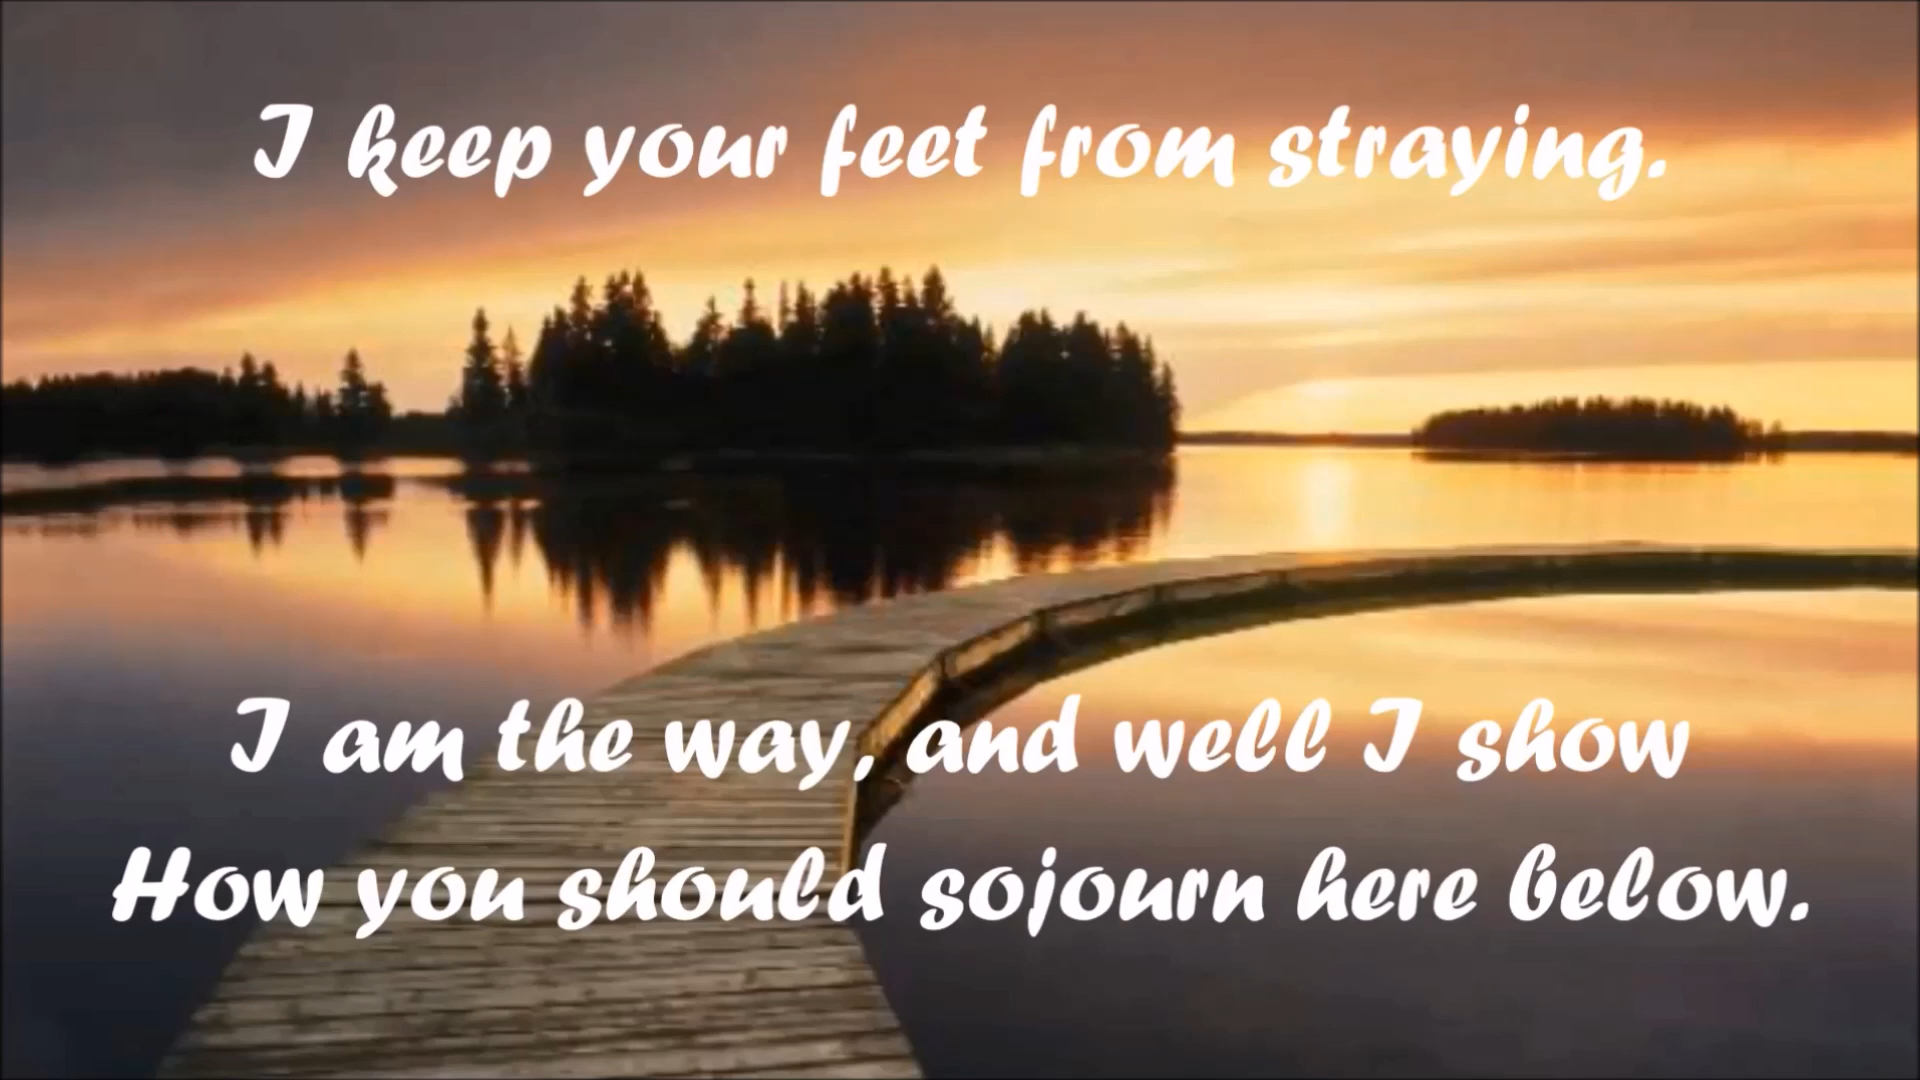 I keep your feet from straying.
I am the way, and well I show
How you should sojourn here below.